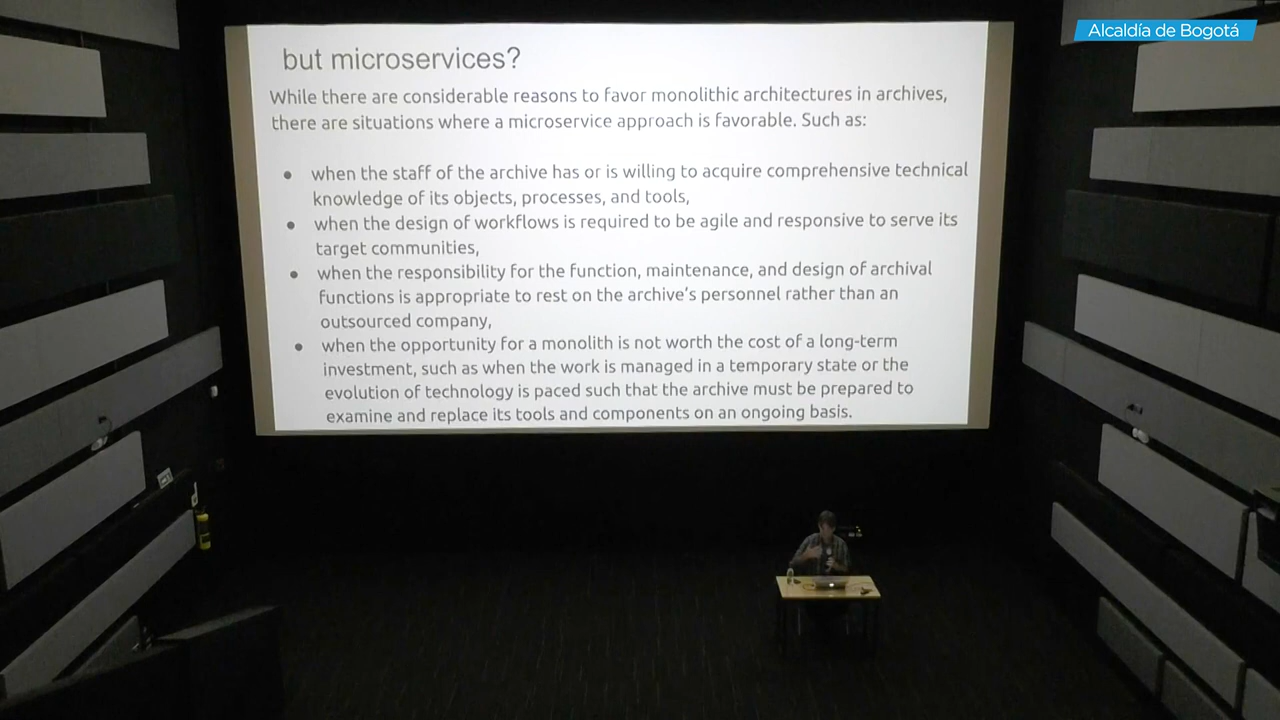 Alcaldía de Bogotá
but microservices?
While there are considerable reasons to favor monolithic architectures in archives,
there are situations where a microservice approach is favorable. Such as:
● when the staff of the archive has or is willing to acquire comprehensive technical
knowledge of its objects, processes, and tools,
● when the design of workflows is required to be agile and responsive to serve its
target communities,
● when the responsibility for the function, maintenance, and design of archival
functions is appropriate to rest on the archive's personnel rather than an
outsourced company,
● when the opportunity for a monolith is not worth the cost of a long-term
investment, such as when the work is managed in a temporary state or the
evolution of technology is paced such that the archive must be prepared to
examine and replace its tools and components on an ongoing basis.